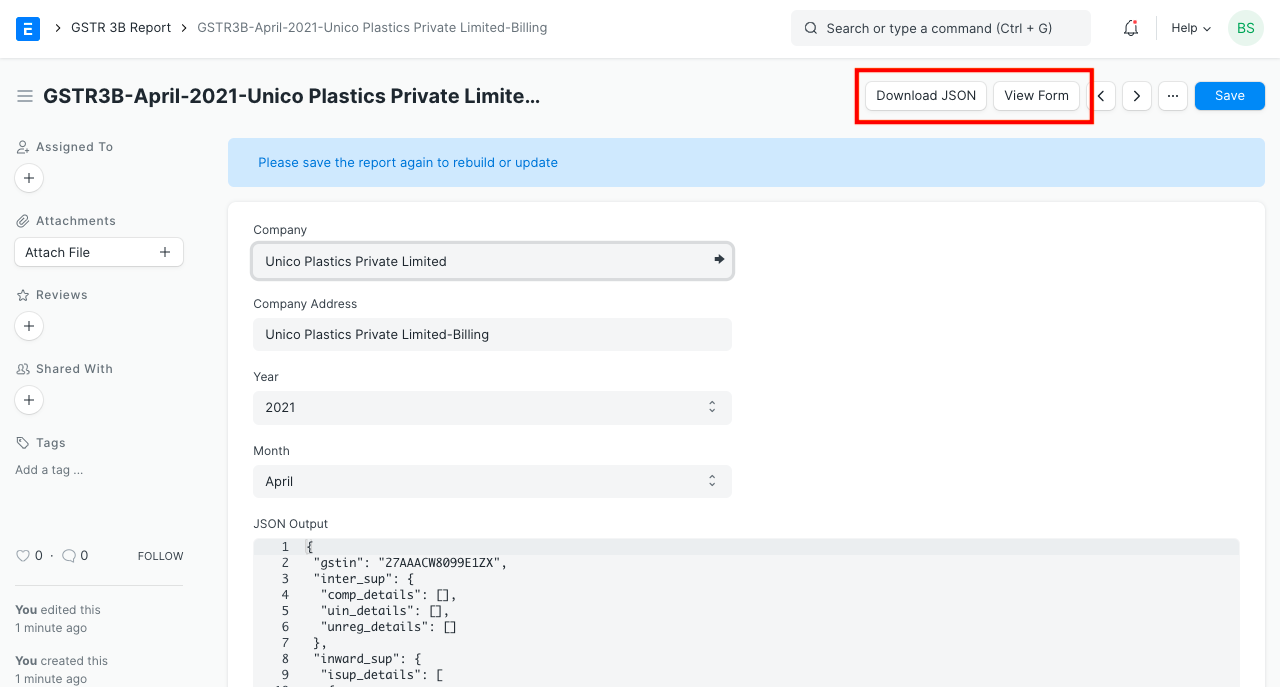 E
GSTR 3B Report
GSTR3B-April-2021-Unico Plastics Private Limited-Billing
Search or type a command (Ctrl + G)
Help
BS
GSTR3B-April-2021-Unico Plastics Private Limite...
Download JSON
View Form
Save
Assigned To
Attachments
Attach File
Reviews
Shared With
Tags
Add a tag ...
0 · 0
FOLLOW
You edited this
1 minute ago
You created this
1 minute ago
Please save the report again to rebuild or update
Company
Unico Plastics Private Limited
Company Address
Unico Plastics Private Limited-Billing
Year
2021
Month
April
JSON Output
1 {
2 "gstin": "27AAACW8099E1ZX",
3 "inter_sup": {
4 "comp_details": [],
5 "uin_details": [],
6 "unreg_details": []
7 },
8 "inward_sup": {
9 "isup_details": [